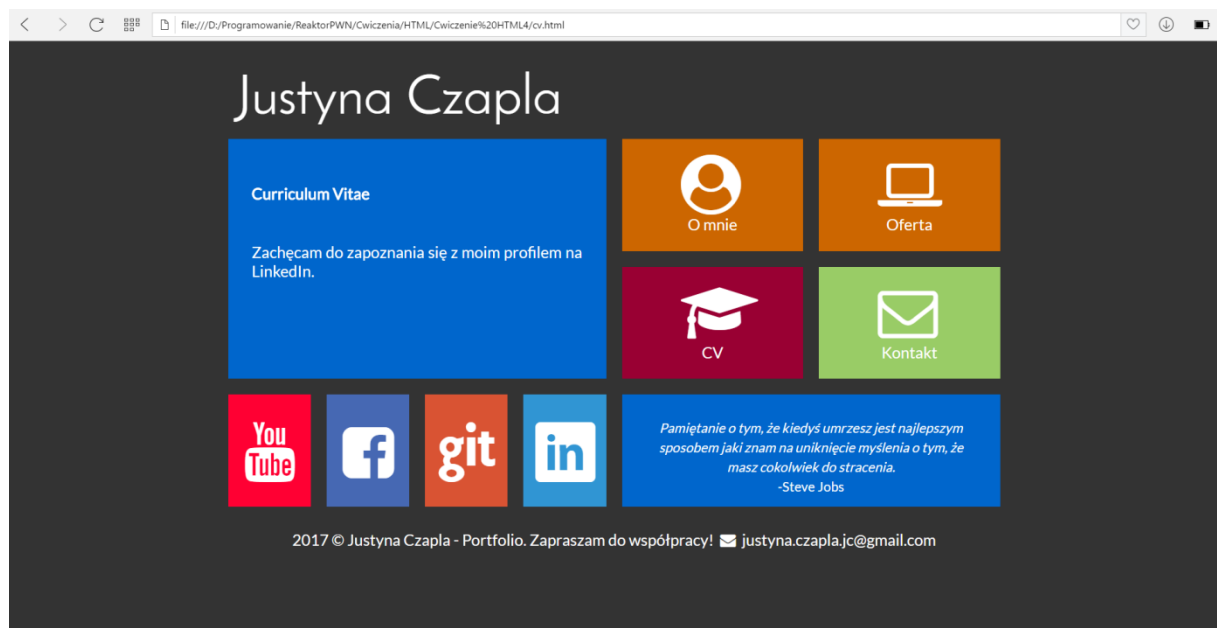 file:///D:/Programowanie/ReaktorPWN/Cwiczenia/HTML/Cwiczenie%20HTML4/cv.html
Justyna Czapla
Curriculum Vitae
Zachęcam do zapoznania się z moim profilem na
LinkedIn.
O mnie
Oferta
CV
Kontakt
You
Tube
f
git
in
Pamiętanie o tym, że kiedyś umrzesz jest najlepszym
sposobem jaki znam na uniknięcie myślenia o tym, że
masz cokolwiek do stracenia.
-Steve Jobs
2017 © Justyna Czapla - Portfolio. Zapraszam do współpracy! justyna.czapla.jc@gmail.com